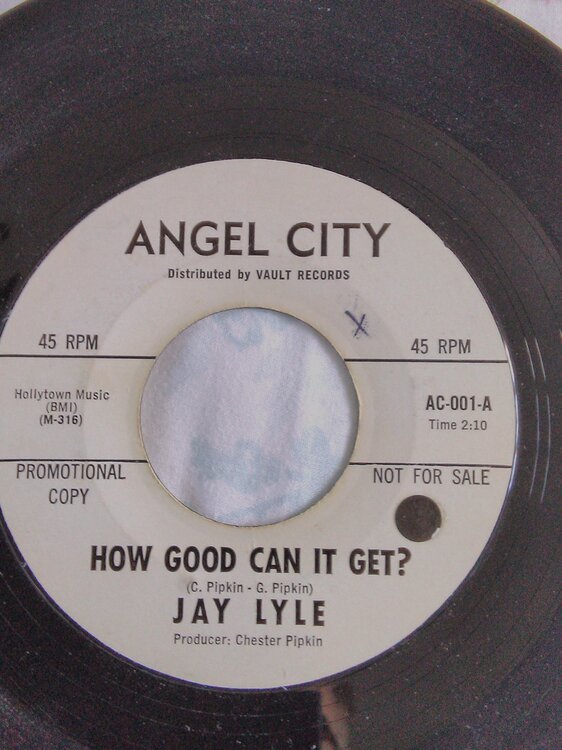 ANGEL CITY
Distributed by VAULT RECORDS
x
45 RPM
45 RPM
Hollytown Music
(BMI)
(M-316)
AC-001-A
Time 2:10
PROMOTIONAL
COPY
NOT FOR SALE
HOW GOOD CAN IT GET?
(C. Pipkin - G. Pipkin)
JAY LYLE
Producer: Chester Pipkin